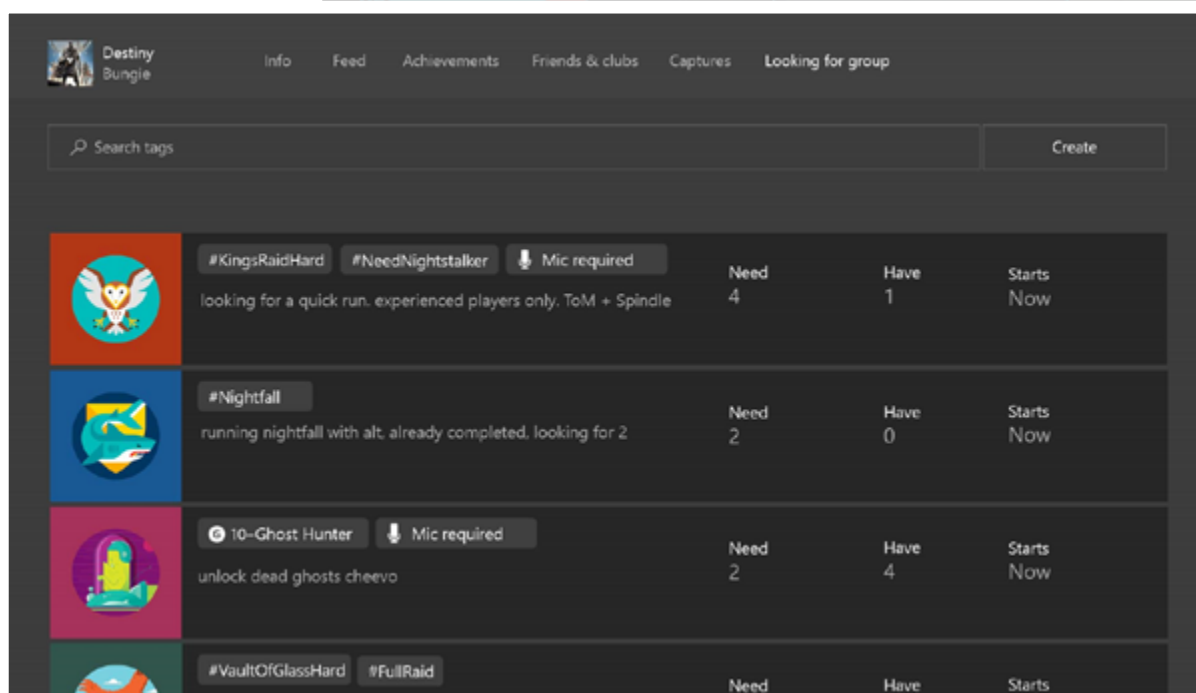 Destiny
Bungie
Info Feed Achievements Friends & clubs Captures Looking for group
Search tags
Create
#KingsRaidHard #NeedNightstalker Mic required
looking for a quick run. experienced players only. ToM + Spindle
Need Have Starts
4 1 Now
#Nightfall
running nightfall with alt, already completed, looking for 2
Need Have Starts
2 0 Now
G 10-Ghost Hunter Mic required
unlock dead ghosts cheevo
Need Have Starts
2 4 Now
#VaultOfGlassHard #FullRaid
Need Have Starts